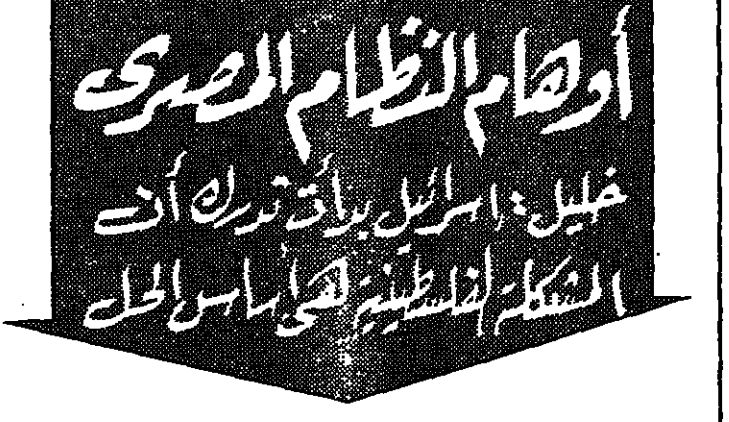 أوهام النظام المصري
خليل: إسرائيل بدأت تدرك أن
المشكلة الفلسطينية هي أساس الحل